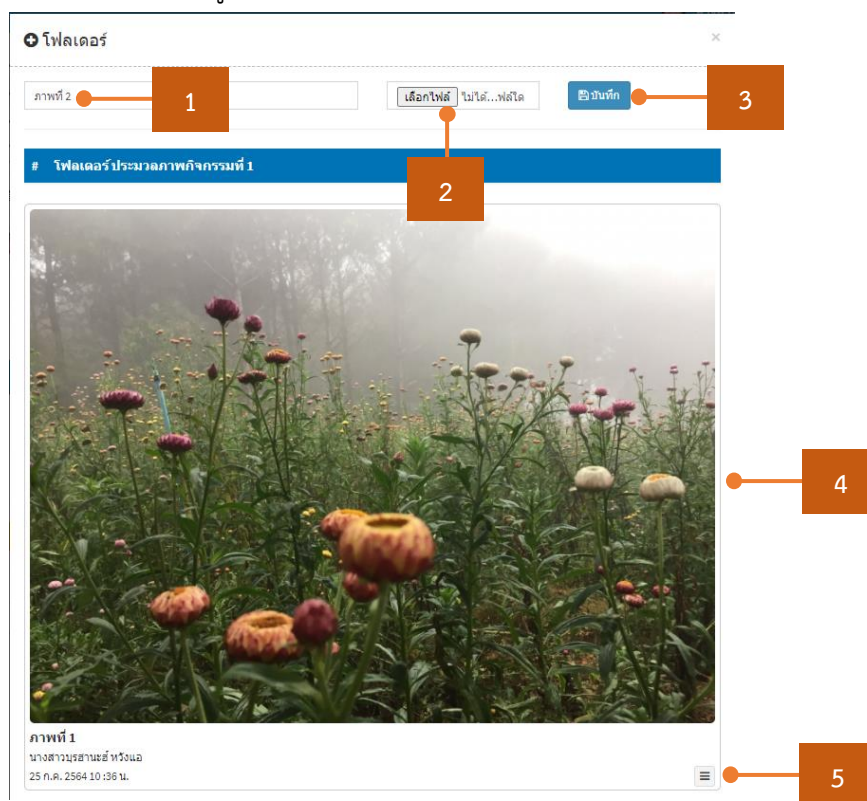 โฟลเดอร์ ×
ภาพที่ 2 เลือกไฟล์ ไม่ได้...ฟล์ใด บันทึก
1
2
3
# โฟลเดอร์ ประมวลภาพกิจกรรมที่ 1
4
ภาพที่ 1
นางสาวบุรฮานะฮ์ หวังแอ
25 ก.ค. 2564 10 :36 น.
5